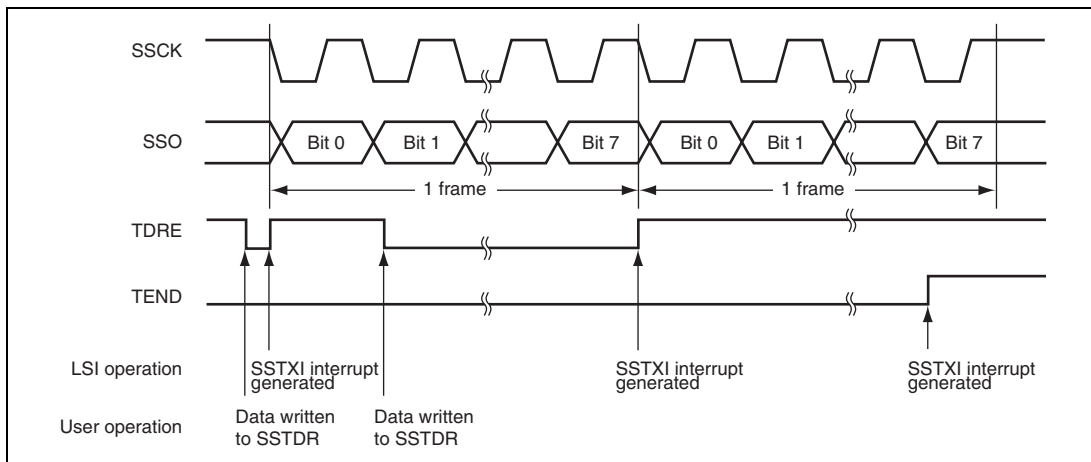 SSCK
SSO
Bit 0
Bit 1
Bit 7
Bit 0
Bit 1
Bit 7
1 frame
1 frame
TDRE
TEND
LSI operation
SSTXI interrupt
generated
SSTXI interrupt
generated
SSTXI interrupt
generated
User operation
Data written
to SSTDR
Data written
to SSTDR